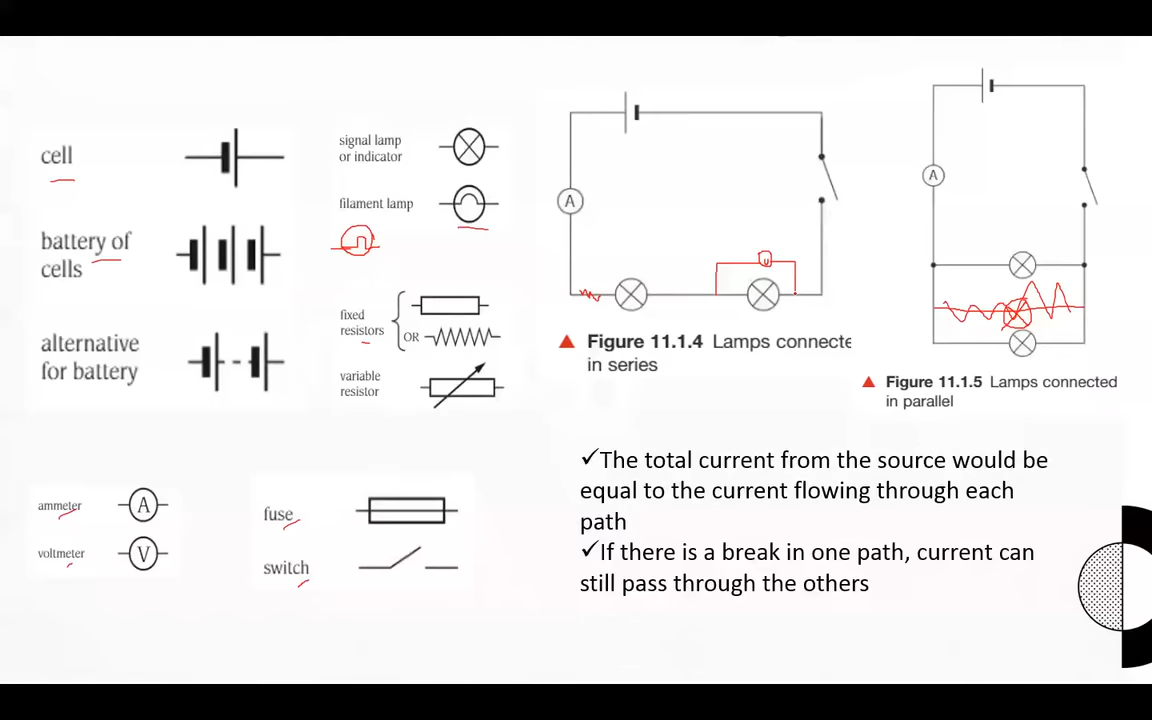 cell
battery of
cells
alternative
for battery
signal lamp
or indicator
filament lamp
fixed
resistors
OR
variable
resistor
ammeter
A
voltmeter
V
fuse
switch
A
▲ Figure 11.1.4 Lamps connecte
in series
A
▲ Figure 11.1.5 Lamps connected
in parallel
✓The total current from the source would be
equal to the current flowing through each
path
✓If there is a break in one path, current can
still pass through the others